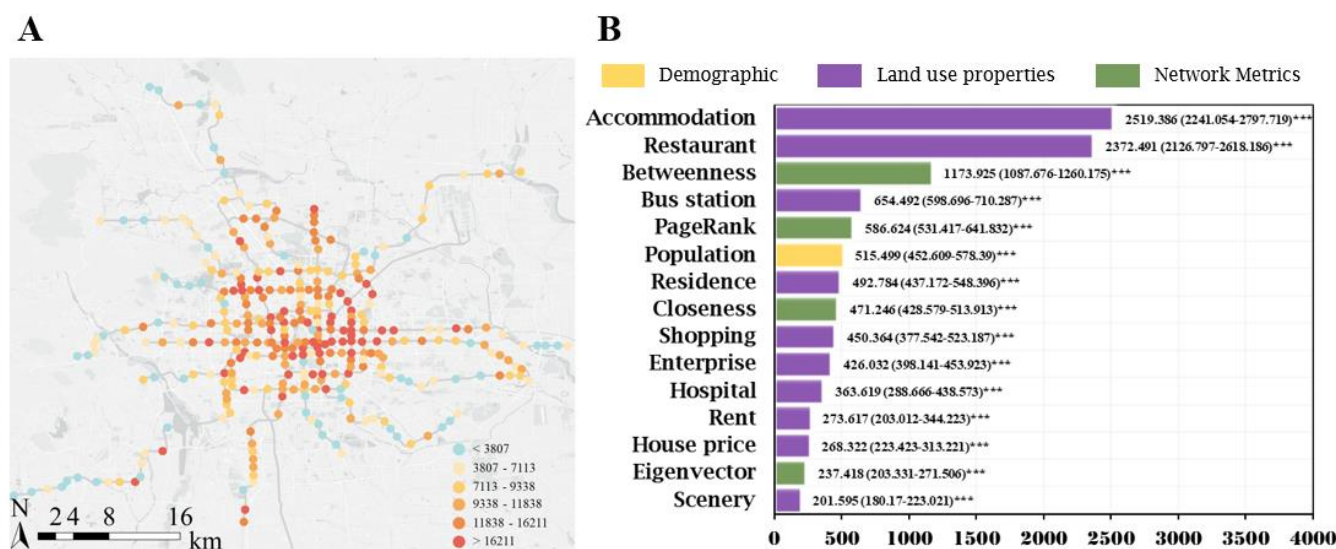 A
B
Demographic
Land use properties
Network Metrics
Accommodation 2519.386 (2241.054-2797.719)***
Restaurant 2372.491 (2126.797-2618.186)***
Betweenness 1173.925 (1087.676-1260.175)***
Bus station 654.492 (598.696-710.287)***
PageRank 586.624 (531.417-641.832)***
Population 515.499 (452.609-578.39)***
Residence 492.784 (437.172-548.396)***
Closeness 471.246 (428.579-513.913)***
Shopping 450.364 (377.542-523.187)***
Enterprise 426.032 (398.141-453.923)***
Hospital 363.619 (288.666-438.573)***
Rent 273.617 (203.012-344.223)***
House price 268.322 (223.423-313.221)***
Eigenvector 237.418 (203.331-271.506)***
Scenery 201.595 (180.17-223.021)***
0 500 1000 1500 2000 2500 3000 3500 4000
< 3807
3807 - 7113
7113 - 9338
9338 - 11838
11838 - 16211
> 16211
N
2 4 8 16
km